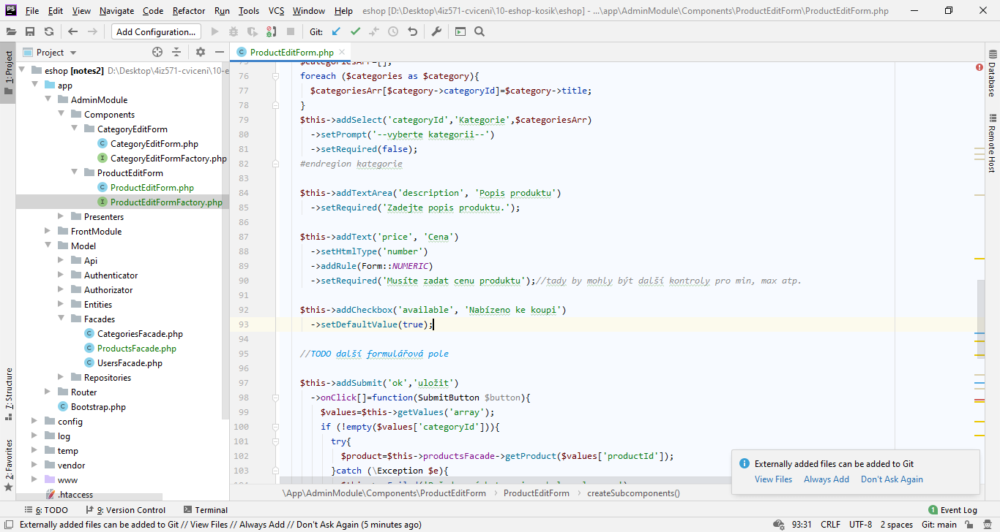 File Edit View Navigate Code Refactor Run Tools VCS Window Help eshop [D:\Desktop\4iz571-cviceni\10-eshop-kosik\eshop] - ...\app\AdminModule\Components\ProductEditForm\ProductEditForm.php
Add Configuration... Git:
Project
ProductEditForm.php
1: Project
7: Structure
2: Favorites
Database
Remote Host
eshop [notes2] D:\Desktop\4iz571-cviceni\10-e
app
AdminModule
Components
CategoryEditForm
CategoryEditForm.php
CategoryEditFormFactory.php
ProductEditForm
ProductEditForm.php
ProductEditFormFactory.php
Presenters
FrontModule
Model
Api
Authenticator
Authorizator
Entities
Facades
CategoriesFacade.php
ProductsFacade.php
UsersFacade.php
Repositories
Router
Bootstrap.php
config
log
temp
vendor
www
.htaccess
75 $categoriesArr=[];
76 foreach ($categories as $category){
77 $categoriesArr[$category->categoryId]=$category->title;
78 }
79 $this->addSelect('categoryId','Kategorie',$categoriesArr)
80 ->setPrompt('--vyberte kategorii--')
81 ->setRequired(false);
82 #endregion kategorie
83
84 $this->addTextArea('description', 'Popis produktu')
85 ->setRequired('Zadejte popis produktu.');
86
87 $this->addText('price', 'Cena')
88 ->setHtmlType('number')
89 ->addRule(Form::NUMERIC)
90 ->setRequired('Musíte zadat cenu produktu');//tady by mohly být další kontroly pro min, max atp.
91
92 $this->addCheckbox('available', 'Nabízeno ke koupi')
93 ->setDefaultValue(true);
94
95 //TODO další formulářová pole
96
97 $this->addSubmit('ok','uložit')
98 ->onClick[]=function(SubmitButton $button){
99 $values=$this->getValues('array');
100 if (!empty($values['categoryId'])){
101 try{
102 $product=$this->productsFacade->getProduct($values['productId']);
103 }catch (\Exception $e){
Externally added files can be added to Git
View Files Always Add Don't Ask Again
\App\AdminModule\Components\ProductEditForm › ProductEditForm › createSubcomponents()
6: TODO 9: Version Control Terminal 1 Event Log
Externally added files can be added to Git // View Files // Always Add // Don't Ask Again (5 minutes ago) 93:31 CRLF UTF-8 2 spaces Git: main